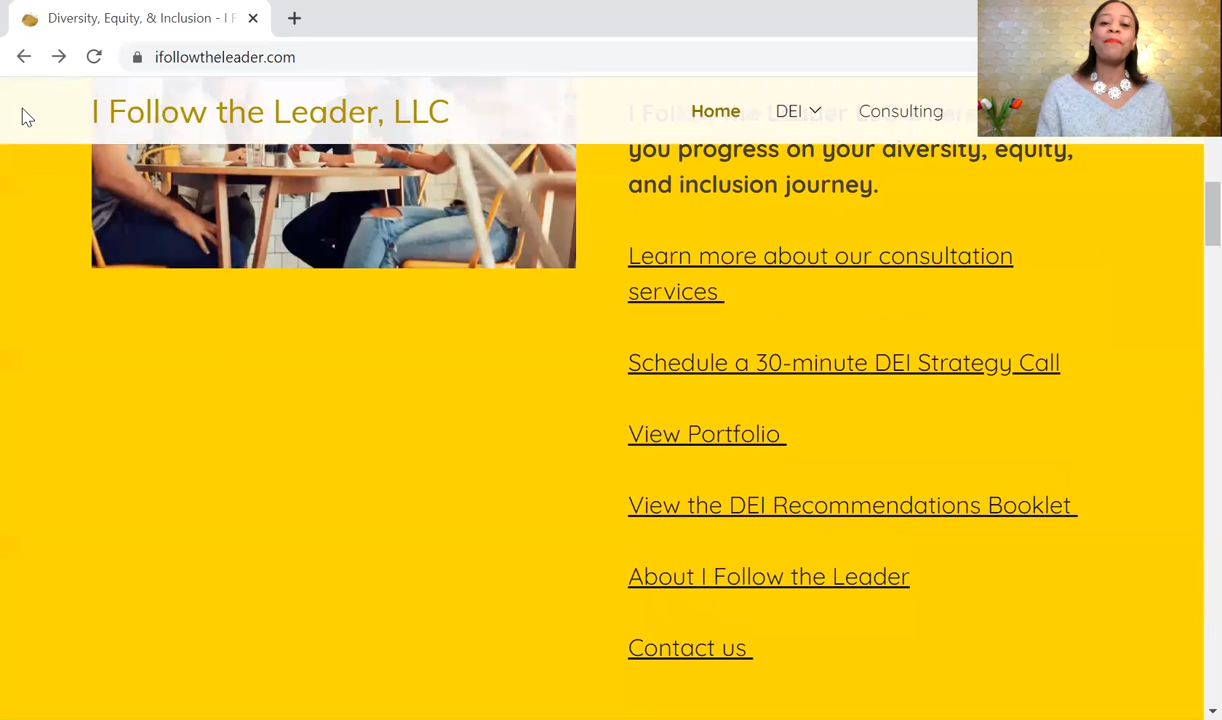 Diversity, Equity, & Inclusion - I F
ifollowtheleader.com
I Follow the Leader, LLC
Home
DEI
Consulting
you progress on your diversity, equity,
and inclusion journey.
Learn more about our consultation
services
Schedule a 30-minute DEI Strategy Call
View Portfolio
View the DEI Recommendations Booklet
About I Follow the Leader
Contact us